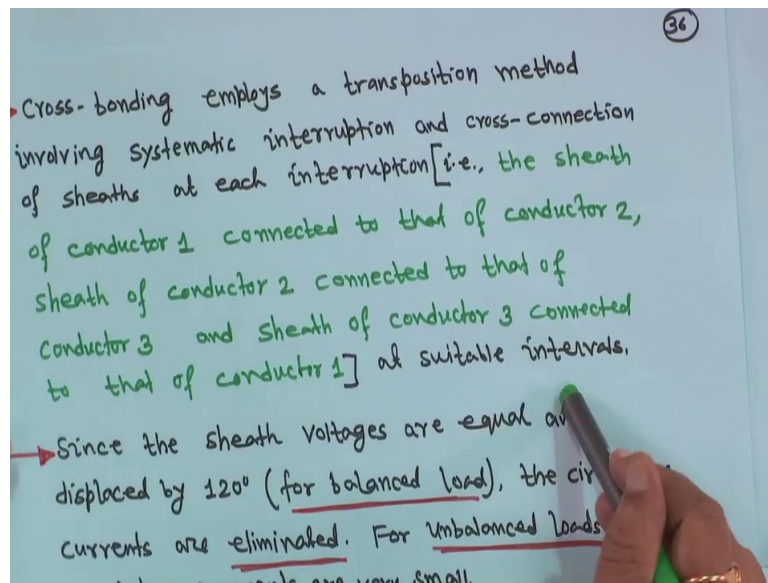 36
Cross-bonding employs a transposition method
involving systematic interruption and cross-connection
of sheaths at each interruption [i.e., the sheath
of conductor 1 connected to that of conductor 2,
sheath of conductor 2 connected to that of
conductor 3 and sheath of conductor 3 connected
to that of conductor 1] at suitable intervals.
Since the sheath voltages are equal
displaced by 120° (for balanced load), the
currents are eliminated. For unbalanced loads
are very small